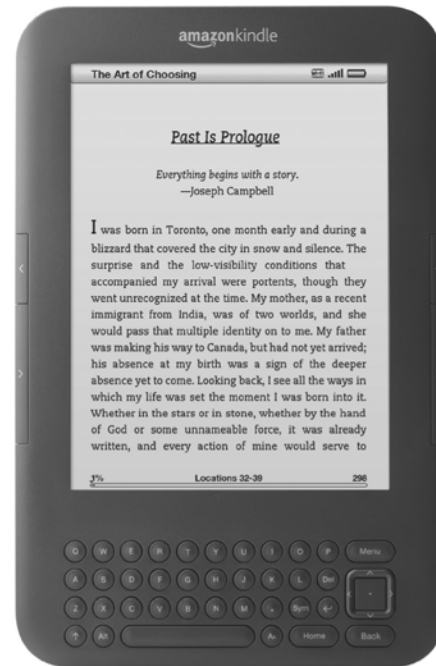 amazonkindle
The Art of Choosing
Past Is Prologue
Everything begins with a story.
—Joseph Campbell
I was born in Toronto, one month early and during a
blizzard that covered the city in snow and silence. The
surprise and the low-visibility conditions that
accompanied my arrival were portents, though they
went unrecognized at the time. My mother, as a recent
immigrant from India, was of two worlds, and she
would pass that multiple identity on to me. My father
was making his way to Canada, but had not yet arrived;
his absence at my birth was a sign of the deeper
absence yet to come. Looking back, I see all the ways in
which my life was set the moment I was born into it.
Whether in the stars or in stone, whether by the hand
of God or some unnameable force, it was already
written, and every action of mine would serve to
1% Locations 32-39 298
Q W E R T Y U I O P Menu
A S D F G H J K L Del
Z X C V B N M . Sym
Alt Aa Home Back